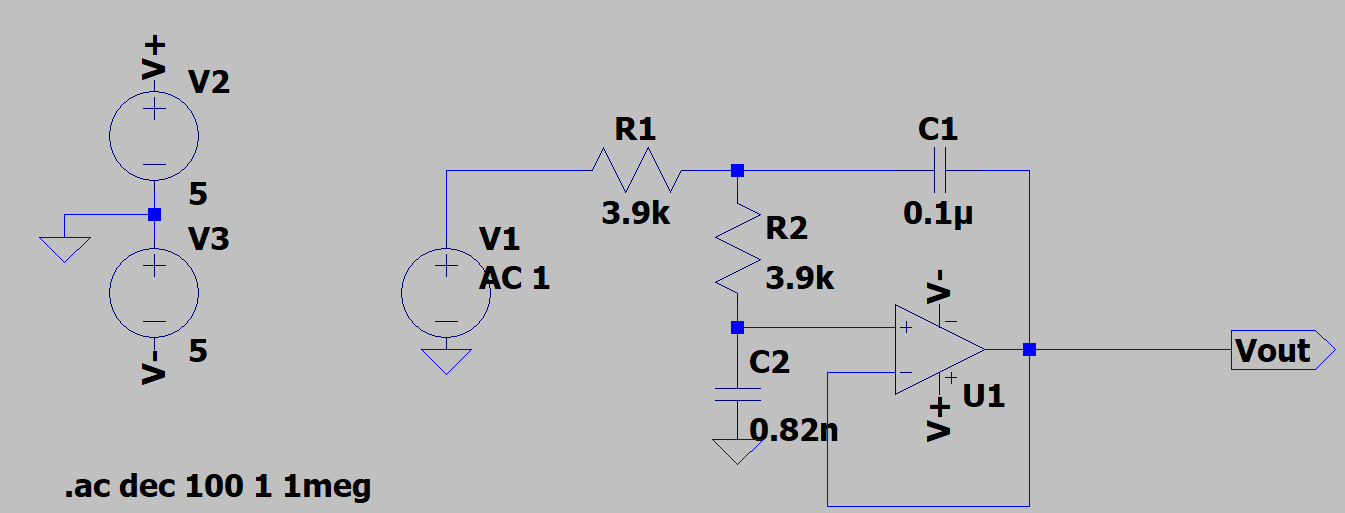 V+
V2
5
V3
5
V-
R1
3.9k
C1
0.1µ
V1
AC 1
R2
3.9k
V-
C2
0.82n
U1
V+
Vout
.ac dec 100 1 1meg